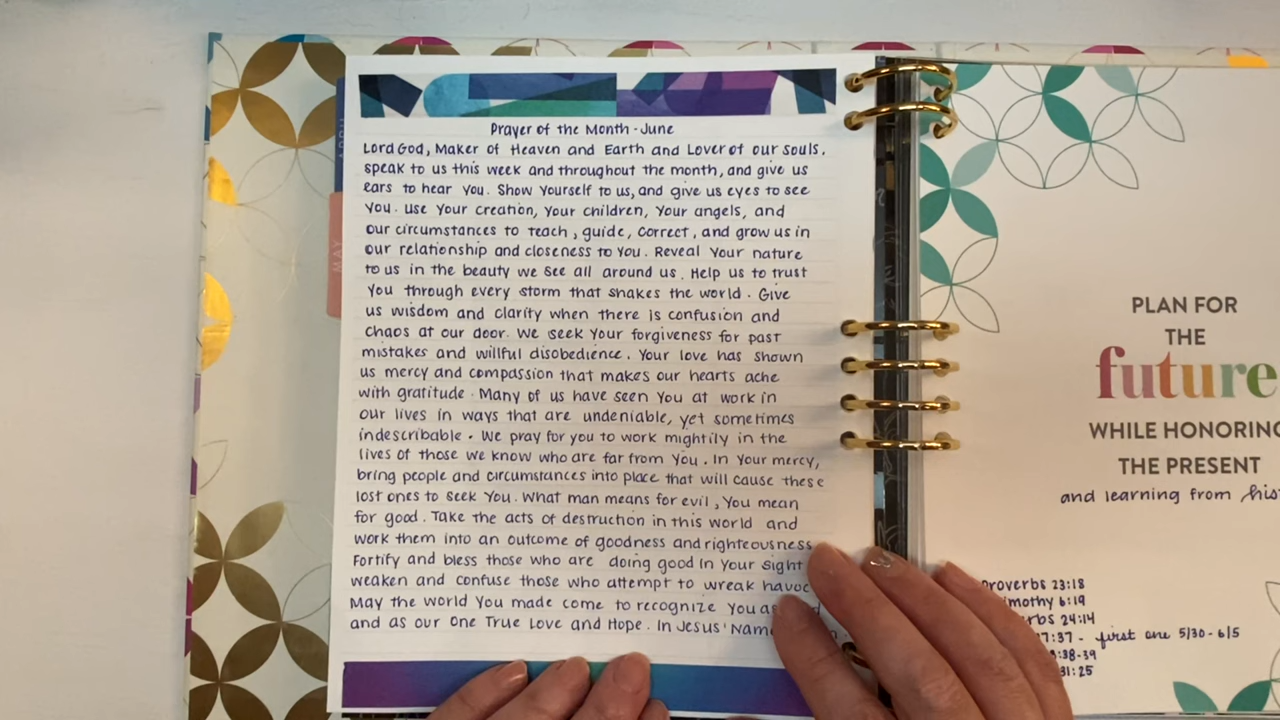 APRIL
MAY
Prayer of the Month - June
Lord God, Maker of Heaven and Earth and Lover of our souls,
speak to us this week and throughout the month, and give us
ears to hear You. Show Yourself to us, and give us eyes to see
You. Use Your creation, Your children, Your angels, and
our circumstances to teach, guide, correct, and grow us in
our relationship and closeness to You. Reveal Your nature
to us in the beauty we see all around us. Help us to trust
You through every storm that shakes the world. Give
us wisdom and clarity when there is confusion and
chaos at our door. We seek Your forgiveness for past
mistakes and willful disobedience. Your love has shown
us mercy and compassion that makes our hearts ache
with gratitude. Many of us have seen You at work in
our lives in ways that are undeniable, yet sometimes
indescribable. We pray for you to work mightily in the
lives of those we know who are far from You. In Your mercy,
bring people and circumstances into place that will cause these
lost ones to seek You. What man means for evil, You mean
for good. Take the acts of destruction in this world and
work them into an outcome of goodness and righteousness
Fortify and bless those who are doing good in Your sight
weaken and confuse those who attempt to wreak havoc
May the world You made come to recognize You as
and as our One True Love and Hope. In Jesus' Name
PLAN FOR
THE
future
WHILE HONORING
THE PRESENT
and learning from his
Proverbs 23:18
imothy 6:19
rbs 24:14
7:37 - first one 5/30-6/5
:38-39
31:25